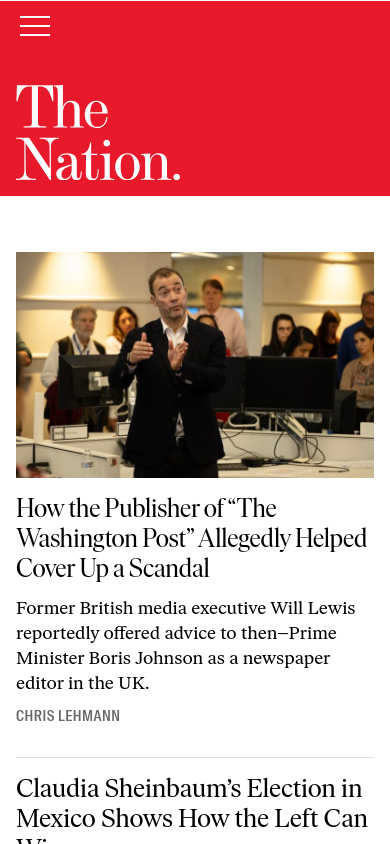 The
Nation.
How the Publisher of “The
Washington Post” Allegedly Helped
Cover Up a Scandal
Former British media executive Will Lewis
reportedly offered advice to then–Prime
Minister Boris Johnson as a newspaper
editor in the UK.
CHRIS LEHMANN
Claudia Sheinbaum’s Election in
Mexico Shows How the Left Can